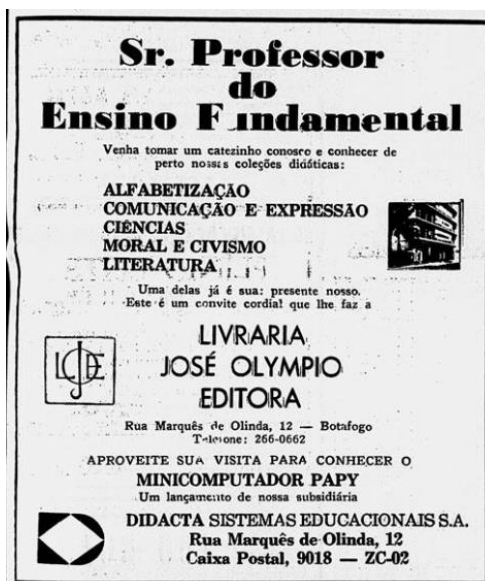 Sr. Professor
do
Ensino Fundamental
Venha tomar um catezinho conosco e conhecer de
perto nossas coleções didáticas:
ALFABETIZAÇÃO
COMUNICAÇÃO E EXPRESSÃO
CIÊNCIAS
MORAL E CIVISMO
LITERATURA
Uma delas já é sua: presente nosso.
Este é um convite cordial que lhe faz a
LIVRARIA
JOSÉ OLYMPIO
EDITORA
Rua Marquês de Olinda, 12 — Botafogo
Telefone: 266-0662
APROVEITE SUA VISITA PARA CONHECER O
MINICOMPUTADOR PAPY
Um lançamento de nossa subsidiária
DIDACTA SISTEMAS EDUCACIONAIS S.A.
Rua Marquês de Olinda, 12
Caixa Postal, 9018 — ZC-02